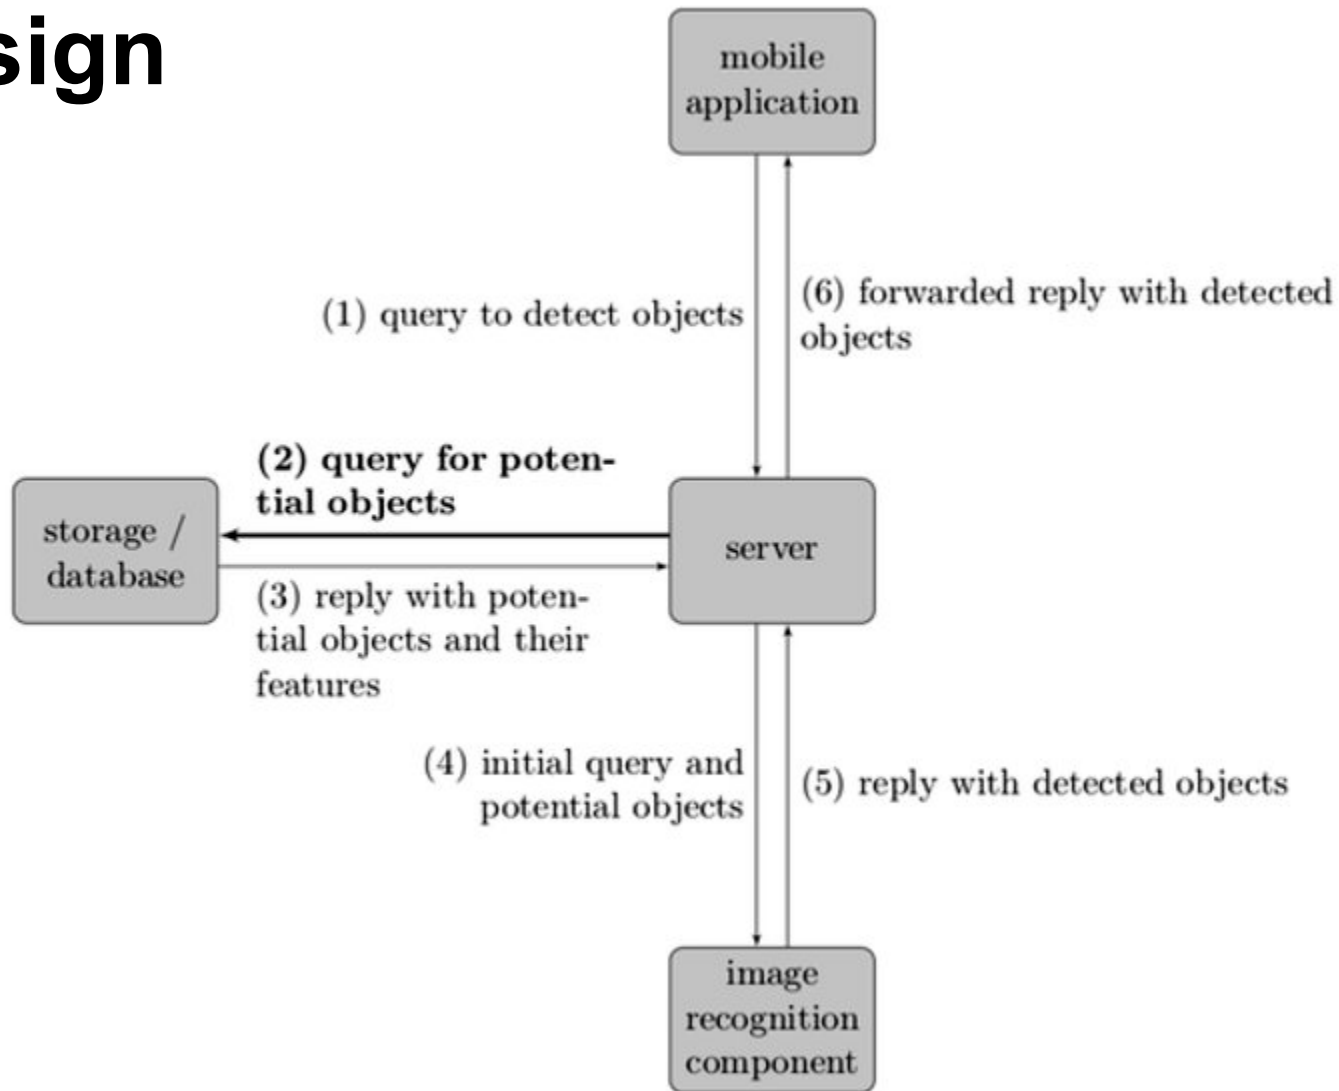 sign
mobile
application
(1) query to detect objects
(6) forwarded reply with detected
objects
(2) query for poten-
tial objects
storage /
database
server
(3) reply with poten-
tial objects and their
features
(4) initial query and
potential objects
(5) reply with detected objects
image
recognition
component